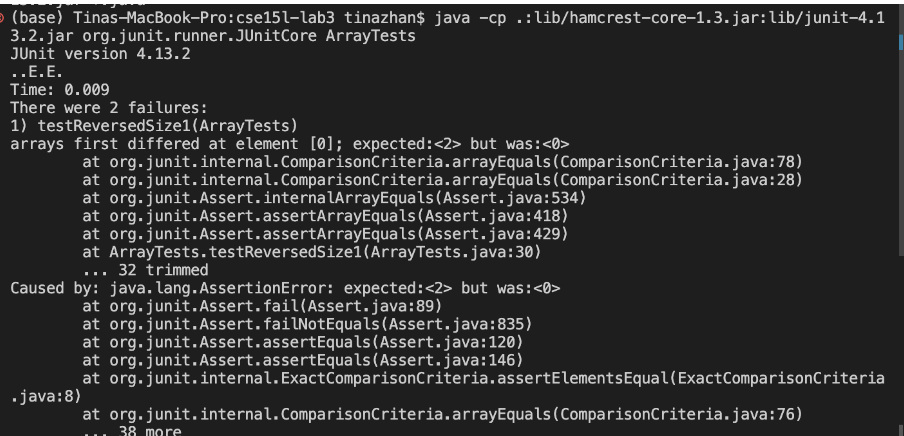 (base) Tinas-MacBook-Pro:cse15l-lab3 tinazhan$ java -cp .:lib/hamcrest-core-1.3.jar:lib/junit-4.1
3.2.jar org.junit.runner.JUnitCore ArrayTests
JUnit version 4.13.2
..E.E.
Time: 0.009
There were 2 failures:
1) testReversedSize1(ArrayTests)
arrays first differed at element [0]; expected:<2> but was:<0>
        at org.junit.internal.ComparisonCriteria.arrayEquals(ComparisonCriteria.java:78)
        at org.junit.internal.ComparisonCriteria.arrayEquals(ComparisonCriteria.java:28)
        at org.junit.Assert.internalArrayEquals(Assert.java:534)
        at org.junit.Assert.assertArrayEquals(Assert.java:418)
        at org.junit.Assert.assertArrayEquals(Assert.java:429)
        at ArrayTests.testReversedSize1(ArrayTests.java:30)
        ... 32 trimmed
Caused by: java.lang.AssertionError: expected:<2> but was:<0>
        at org.junit.Assert.fail(Assert.java:89)
        at org.junit.Assert.failNotEquals(Assert.java:835)
        at org.junit.Assert.assertEquals(Assert.java:120)
        at org.junit.Assert.assertEquals(Assert.java:146)
        at org.junit.internal.ExactComparisonCriteria.assertElementsEqual(ExactComparisonCriteria
.java:8)
        at org.junit.internal.ComparisonCriteria.arrayEquals(ComparisonCriteria.java:76)
        ... 38 more